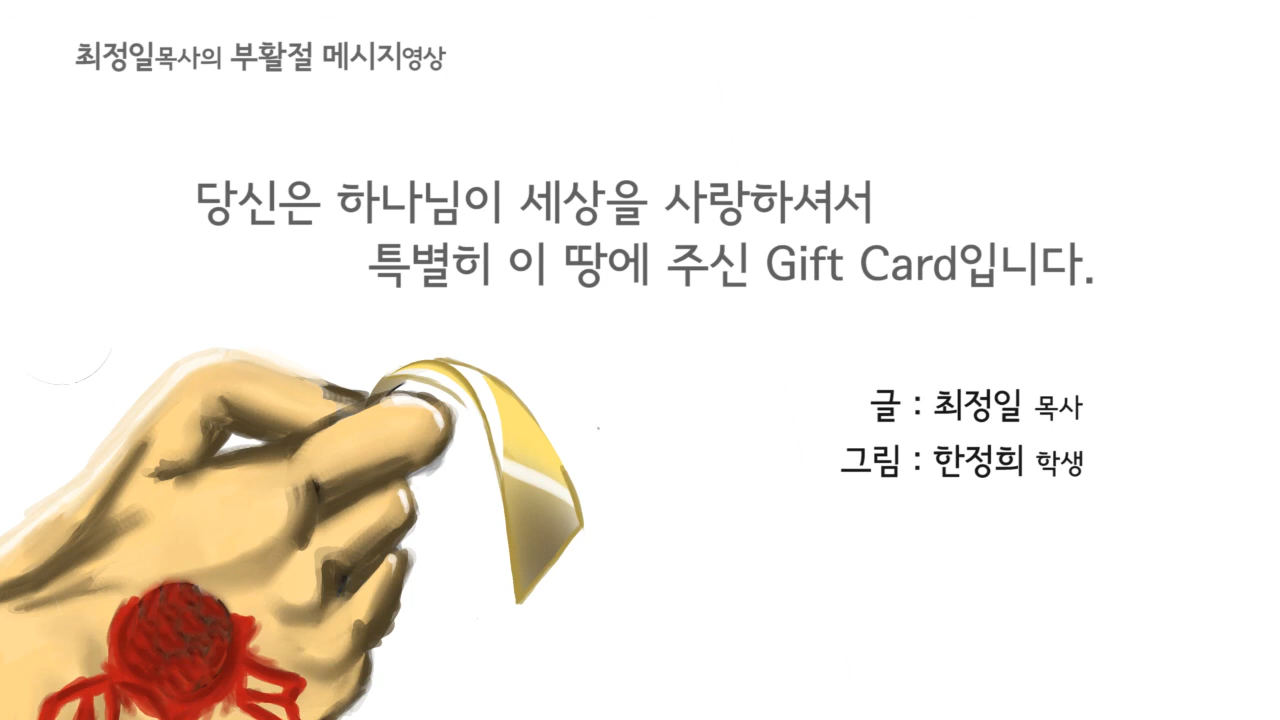 최정일목사의 부활절 메시지영상
당신은 하나님이 세상을 사랑하셔서
특별히 이 땅에 주신 Gift Card입니다.
글 : 최정일 목사
그림 : 한정희 학생